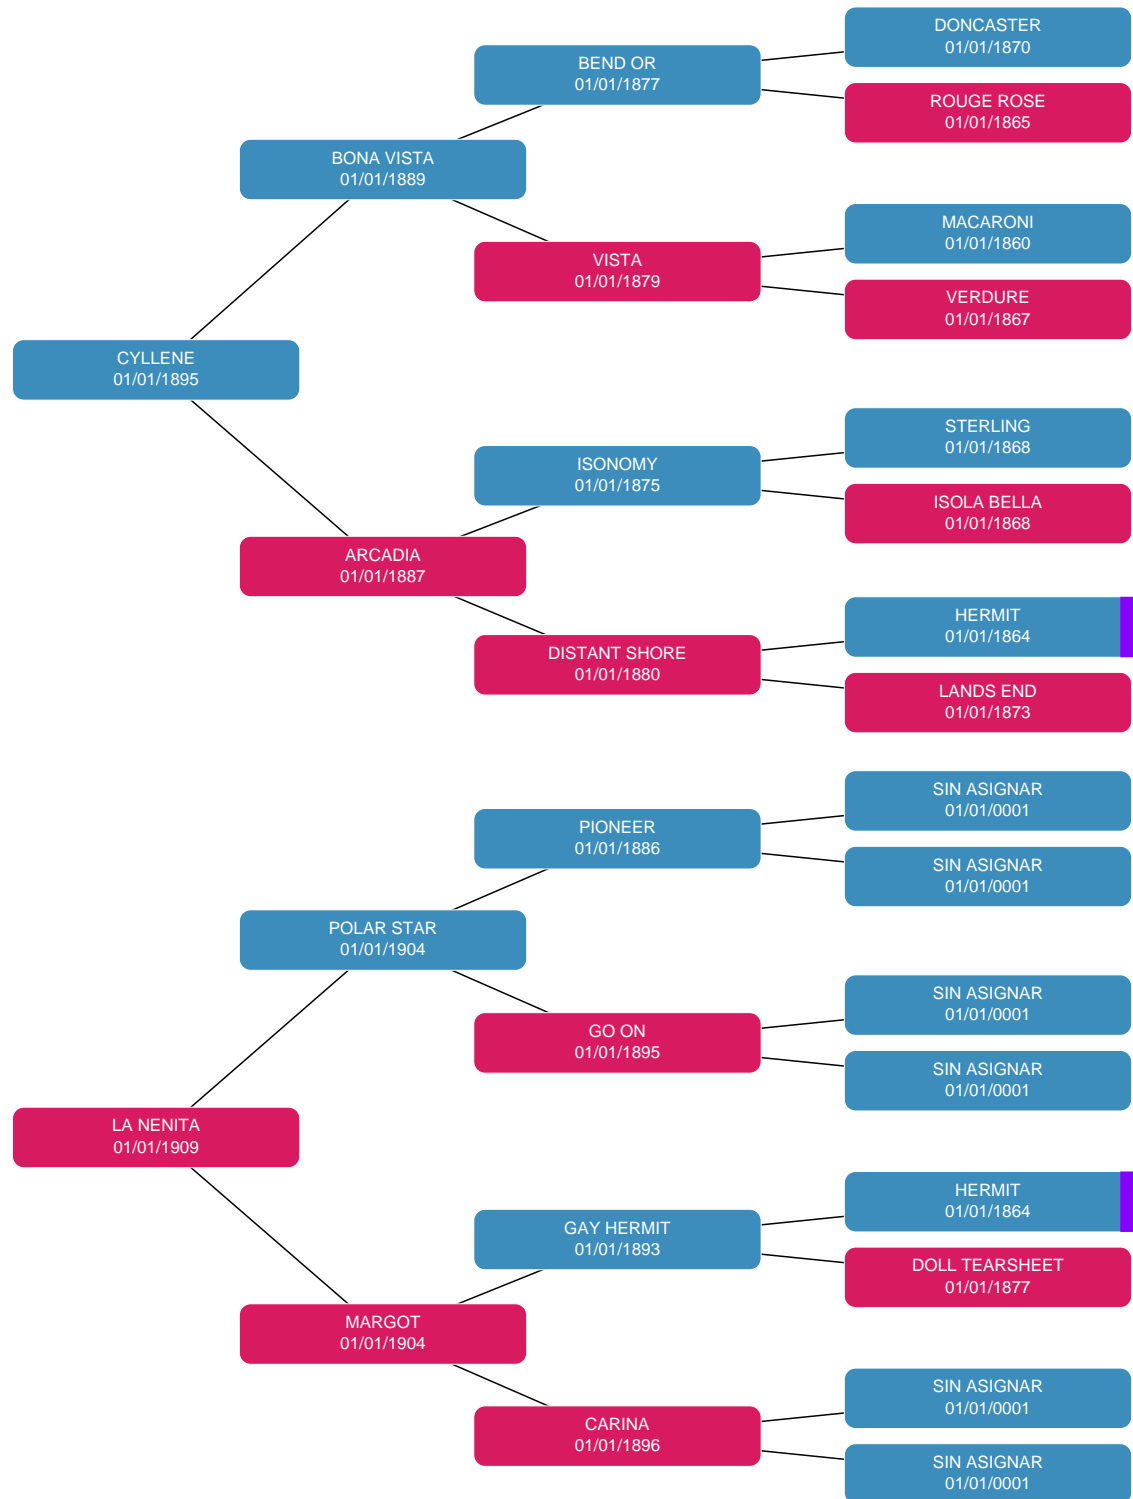 DONCASTER
01/01/1870
BEND OR
01/01/1877
ROUGE ROSE
01/01/1865
BONA VISTA
01/01/1889
MACARONI
01/01/1860
VISTA
01/01/1879
VERDURE
01/01/1867
CYLLENE
01/01/1895
STERLING
01/01/1868
ISONOMY
01/01/1875
ISOLA BELLA
01/01/1868
ARCADIA
01/01/1887
HERMIT
01/01/1864
DISTANT SHORE
01/01/1880
LANDS END
01/01/1873
SIN ASIGNAR
01/01/0001
PIONEER
01/01/1886
SIN ASIGNAR
01/01/0001
POLAR STAR
01/01/1904
SIN ASIGNAR
01/01/0001
GO ON
01/01/1895
SIN ASIGNAR
01/01/0001
LA NENITA
01/01/1909
HERMIT
01/01/1864
GAY HERMIT
01/01/1893
DOLL TEARSHEET
01/01/1877
MARGOT
01/01/1904
SIN ASIGNAR
01/01/0001
CARINA
01/01/1896
SIN ASIGNAR
01/01/0001